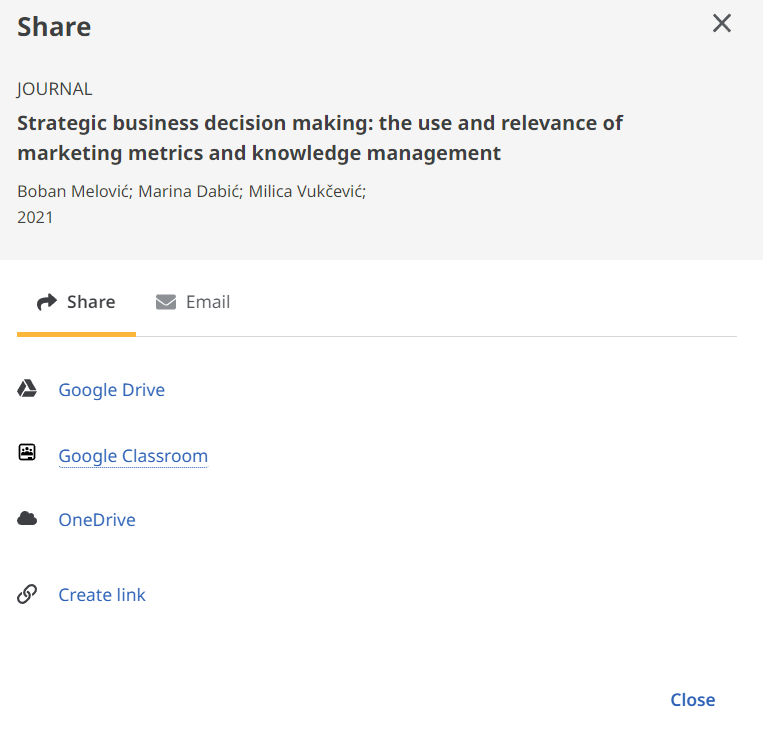 Share
JOURNAL
Strategic business decision making: the use and relevance of
marketing metrics and knowledge management
Boban Melović; Marina Dabić; Milica Vukčević;
2021
Share Email
Google Drive
Google Classroom
OneDrive
Create link
Close